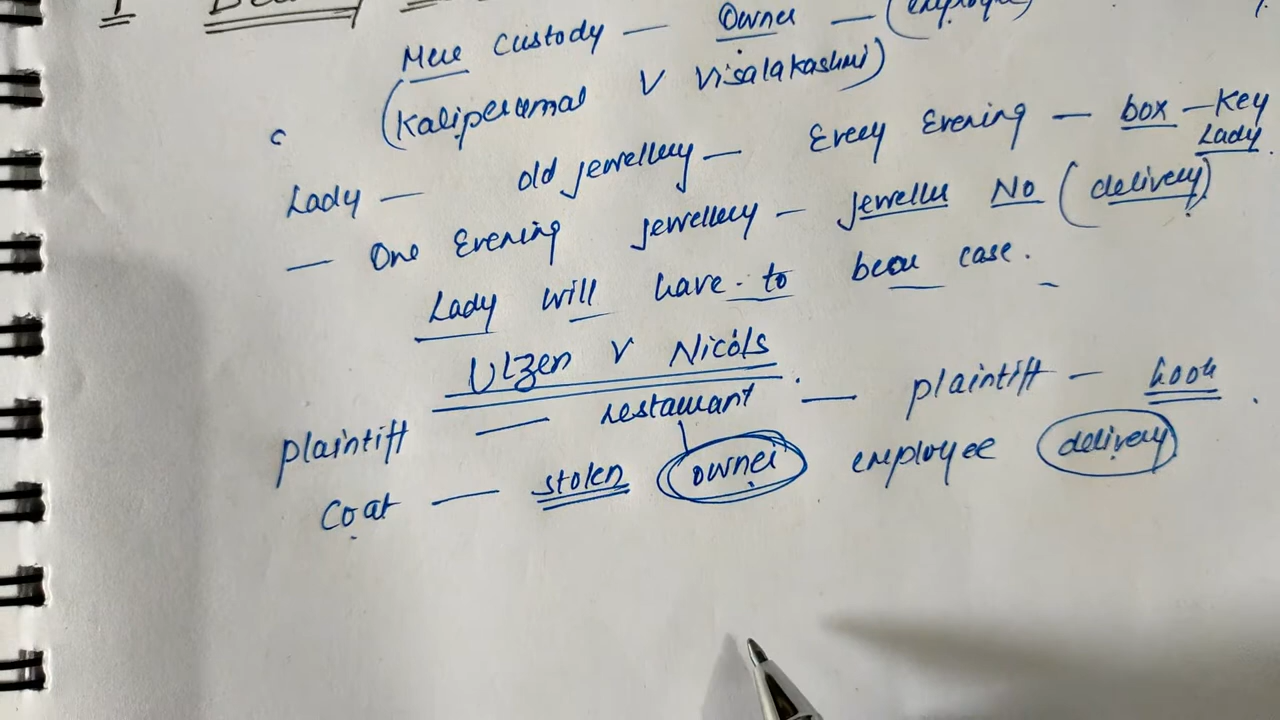 Mere custody — Owner — (employee)
(Kaliperumal V Visalakashmi)
c
Lady — old jewellery — Every Evening — box — Key
Lady.
— One Evening jewellery — jeweller No (delivery)
Lady will have to bear case.
Ulzen V Nicols
plaintiff — restaurant — plaintiff — hook.
Coat — stolen owner employee delivery